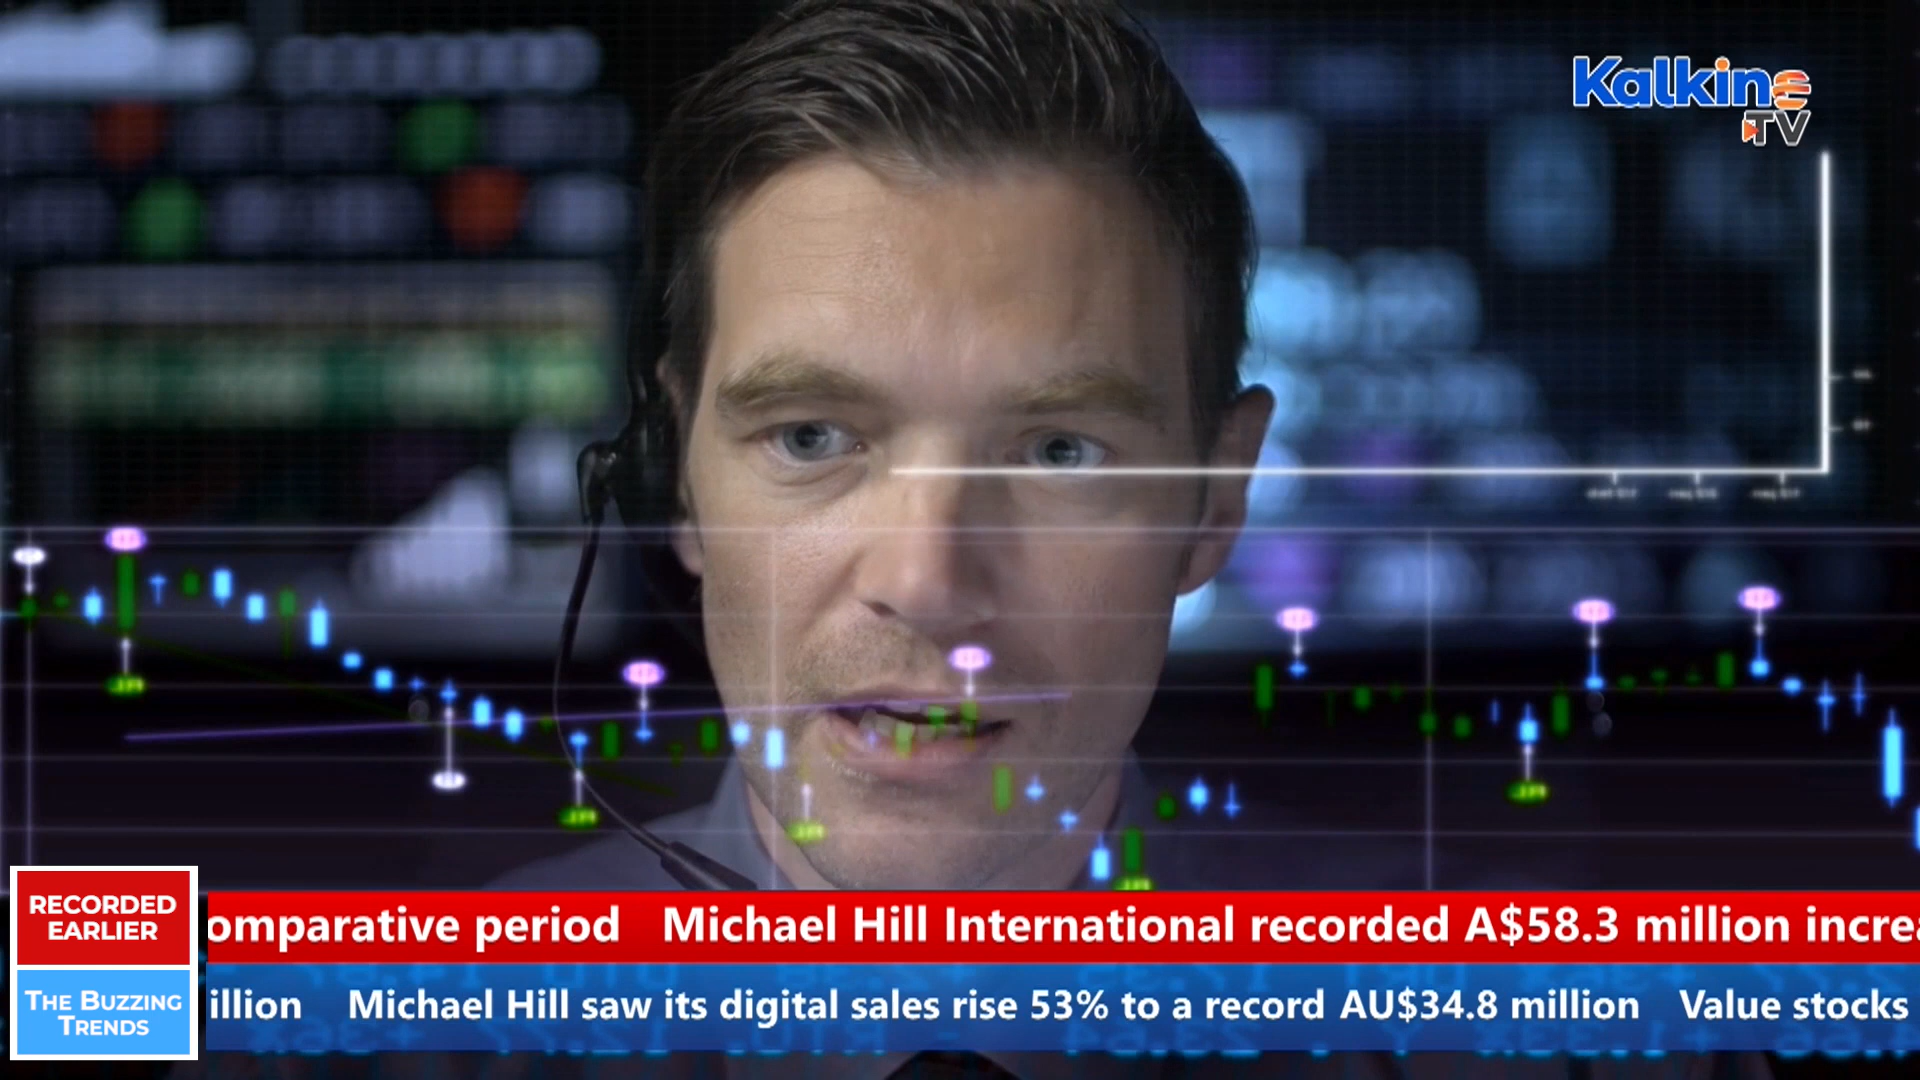 Kalkine
TV
RECORDED
EARLIER
omparative period Michael Hill International recorded A$58.3 million increa
THE BUZZING
TRENDS
illion Michael Hill saw its digital sales rise 53% to a record AU$34.8 million Value stocks